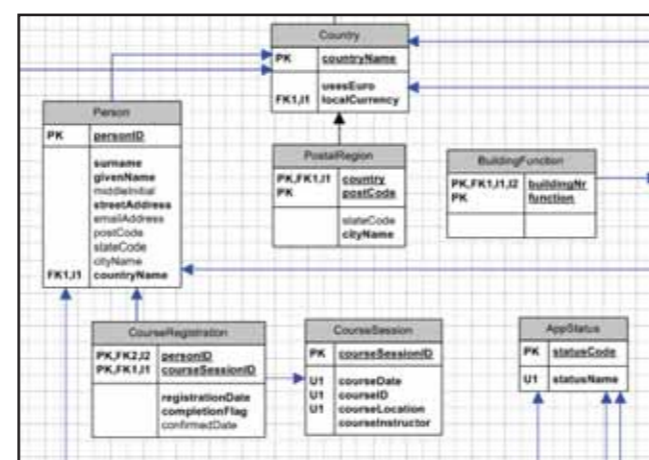 Country
PK countryName
usesEuro
FK1,I1 localCurrency
Person
PK personID
surname
givenName
middleInitial
streetAddress
emailAddress
postCode
stateCode
cityName
FK1,I1 countryName
PostalRegion
PK,FK1,I1 country
PK postCode
stateCode
cityName
BuildingFunction
PK,FK1,I1,I2 buildingNr
PK function
CourseRegistration
PK,FK2,I2 personID
PK,FK1,I1 courseSessionID
registrationDate
completionFlag
confirmedDate
CourseSession
PK courseSessionID
U1 courseDate
U1 courseID
U1 courseLocation
courseInstructor
AppStatus
PK statusCode
U1 statusName